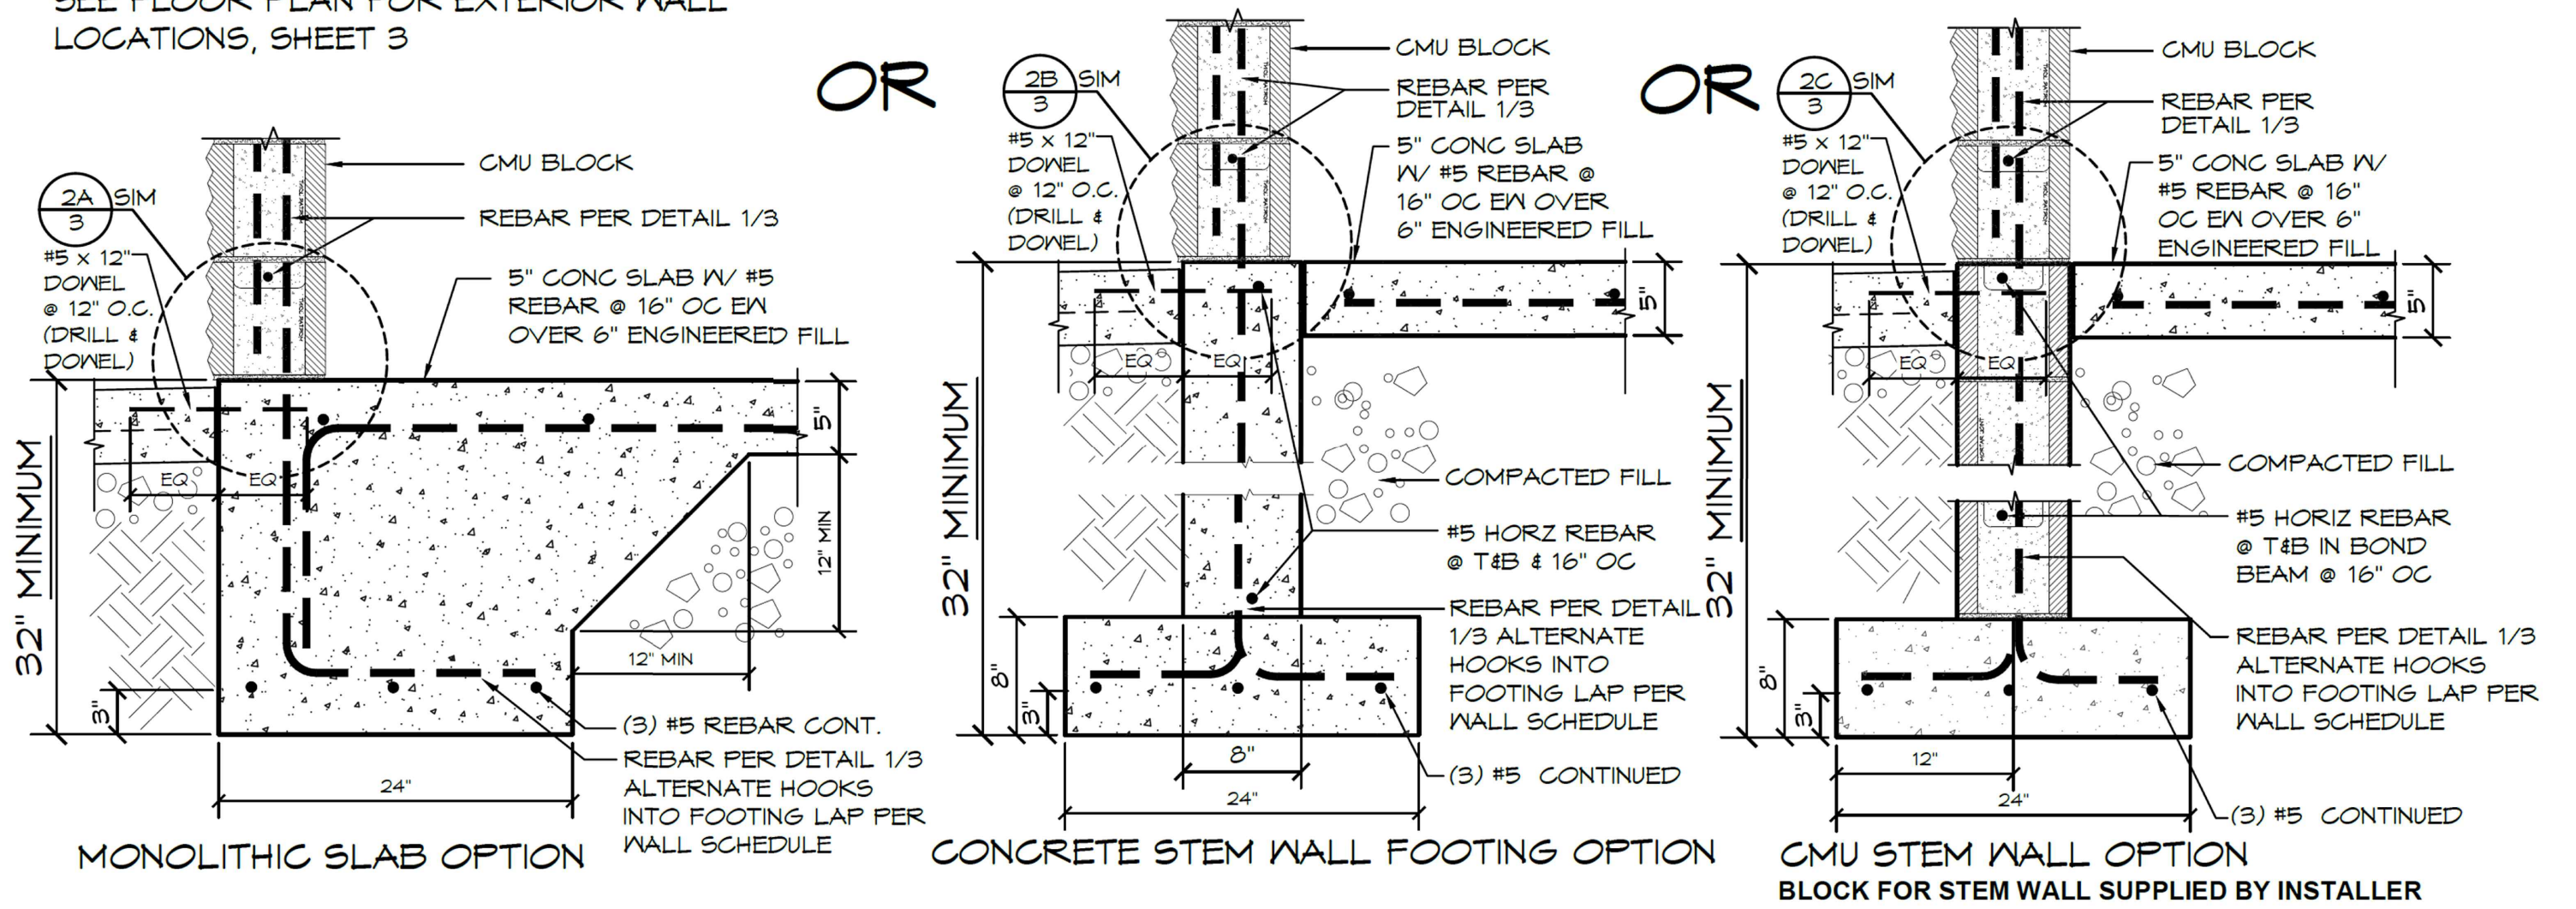 SEE FLOOR PLAN FOR EXTERIOR WALL
LOCATIONS, SHEET 3
2A
3
SIM
#5 x 12"
DOWEL
@ 12" O.C.
(DRILL &
DOWEL)
CMU BLOCK
REBAR PER DETAIL 1/3
5" CONC SLAB W/ #5
REBAR @ 16" OC EW
OVER 6" ENGINEERED FILL
EQ
EQ
5"
12" MIN
12" MIN
32" MINIMUM
3"
24"
(3) #5 REBAR CONT.
REBAR PER DETAIL 1/3
ALTERNATE HOOKS
INTO FOOTING LAP PER
WALL SCHEDULE
MONOLITHIC SLAB OPTION
OR
2B
3
SIM
#5 x 12"
DOWEL
@ 12" O.C.
(DRILL &
DOWEL)
CMU BLOCK
REBAR PER
DETAIL 1/3
5" CONC SLAB
W/ #5 REBAR @
16" OC EW OVER
6" ENGINEERED FILL
5"
EQ
EQ
32" MINIMUM
COMPACTED FILL
#5 HORZ REBAR
@ T&B & 16" OC
REBAR PER DETAIL
1/3 ALTERNATE
HOOKS INTO
FOOTING LAP PER
WALL SCHEDULE
8"
3"
8"
24"
(3) #5 CONTINUED
CONCRETE STEM WALL FOOTING OPTION
OR
2C
3
SIM
#5 x 12"
DOWEL
@ 12" O.C.
(DRILL &
DOWEL)
CMU BLOCK
REBAR PER
DETAIL 1/3
5" CONC SLAB W/
#5 REBAR @ 16"
OC EW OVER 6"
ENGINEERED FILL
5"
EQ
EQ
32" MINIMUM
COMPACTED FILL
#5 HORIZ REBAR
@ T&B IN BOND
BEAM @ 16" OC
REBAR PER DETAIL 1/3
ALTERNATE HOOKS
INTO FOOTING LAP PER
WALL SCHEDULE
8"
3"
12"
24"
(3) #5 CONTINUED
CMU STEM WALL OPTION
BLOCK FOR STEM WALL SUPPLIED BY INSTALLER